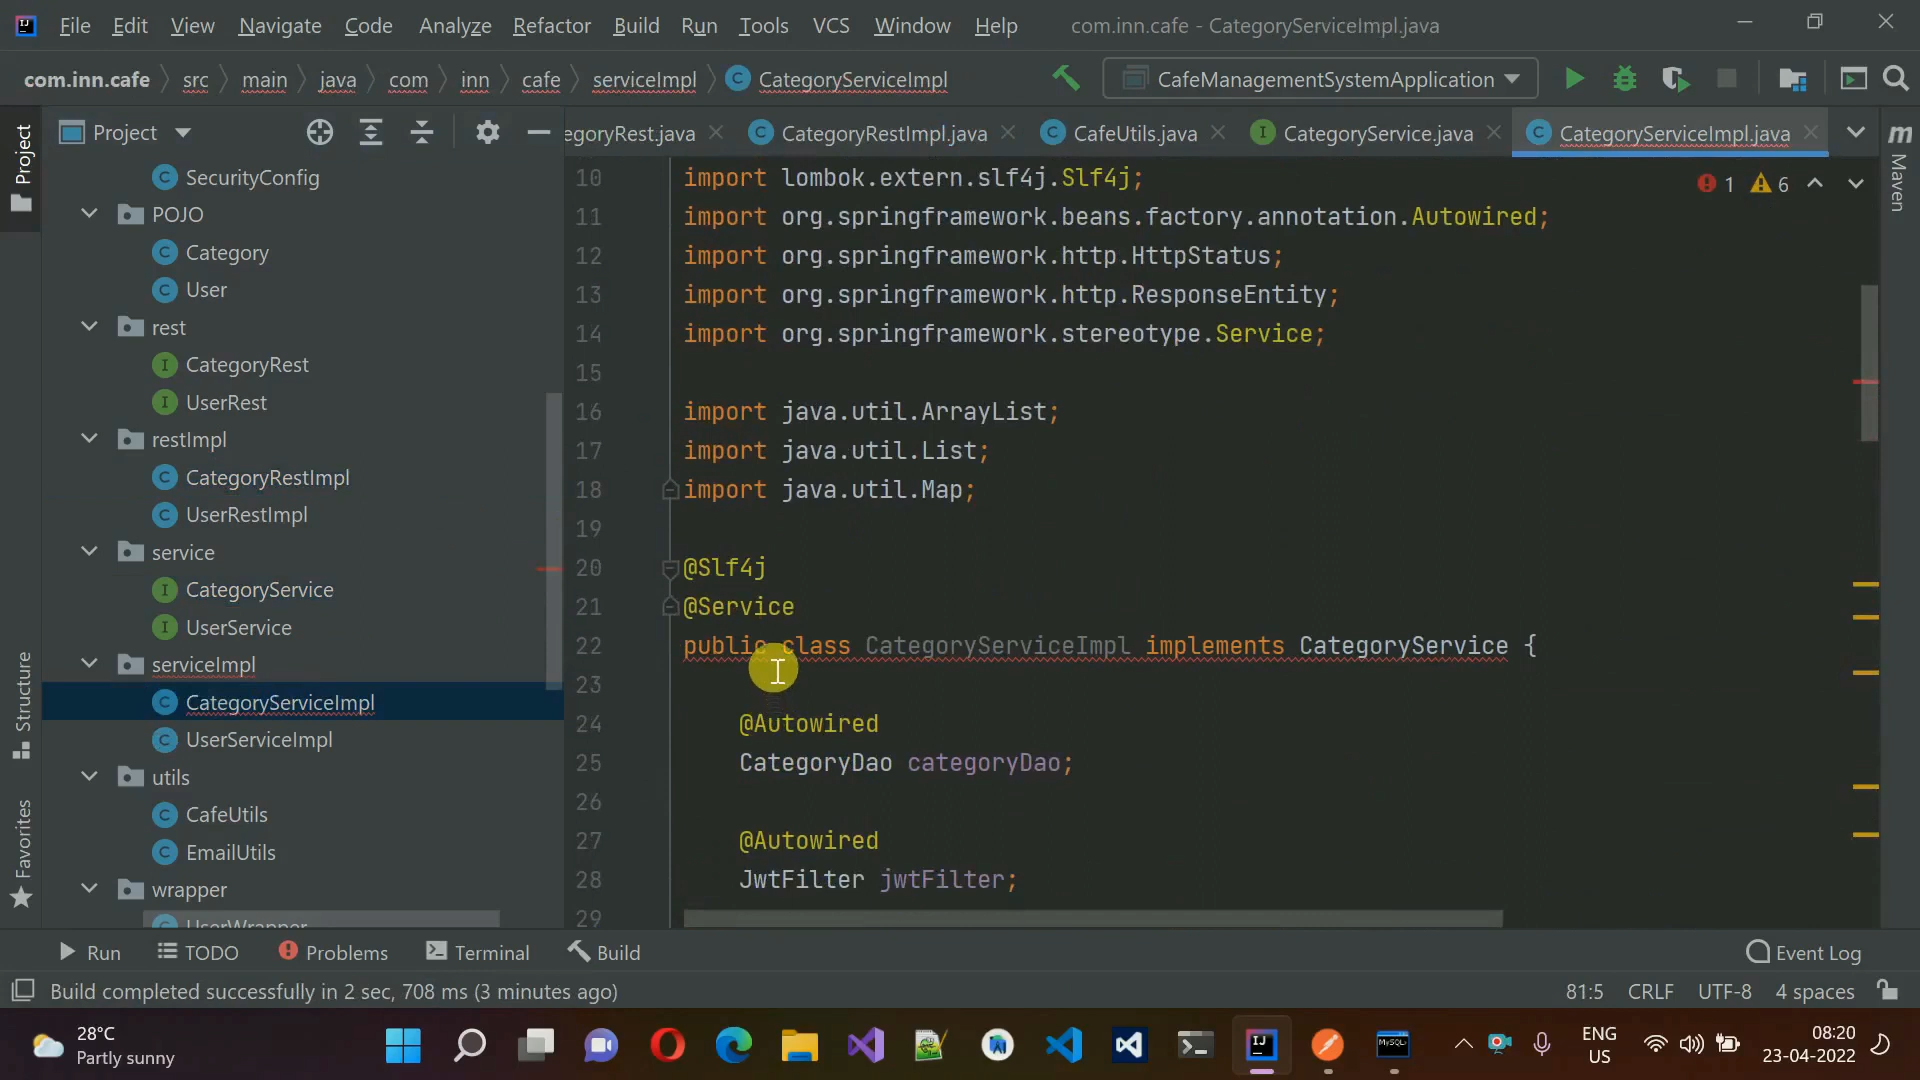 File Edit View Navigate Code Analyze Refactor Build Run Tools VCS Window Help com.inn.cafe - CategoryServiceImpl.java
com.inn.cafe src main java com inn cafe serviceImpl CategoryServiceImpl CafeManagementSystemApplication
Project
Structure
Favorites
Project
SecurityConfig
POJO
Category
User
rest
CategoryRest
UserRest
restImpl
CategoryRestImpl
UserRestImpl
service
CategoryService
UserService
serviceImpl
CategoryServiceImpl
UserServiceImpl
utils
CafeUtils
EmailUtils
wrapper
UserWrapper
egoryRest.java CategoryRestImpl.java CafeUtils.java CategoryService.java CategoryServiceImpl.java
1 6
Maven
10 import lombok.extern.slf4j.Slf4j;
11 import org.springframework.beans.factory.annotation.Autowired;
12 import org.springframework.http.HttpStatus;
13 import org.springframework.http.ResponseEntity;
14 import org.springframework.stereotype.Service;
15
16 import java.util.ArrayList;
17 import java.util.List;
18 import java.util.Map;
19
20 @Slf4j
21 @Service
22 public class CategoryServiceImpl implements CategoryService {
23
24 @Autowired
25 CategoryDao categoryDao;
26
27 @Autowired
28 JwtFilter jwtFilter;
29
Run TODO Problems Terminal Build Event Log
Build completed successfully in 2 sec, 708 ms (3 minutes ago) 81:5 CRLF UTF-8 4 spaces
28°C
Partly sunny
ENG
US
08:20
23-04-2022